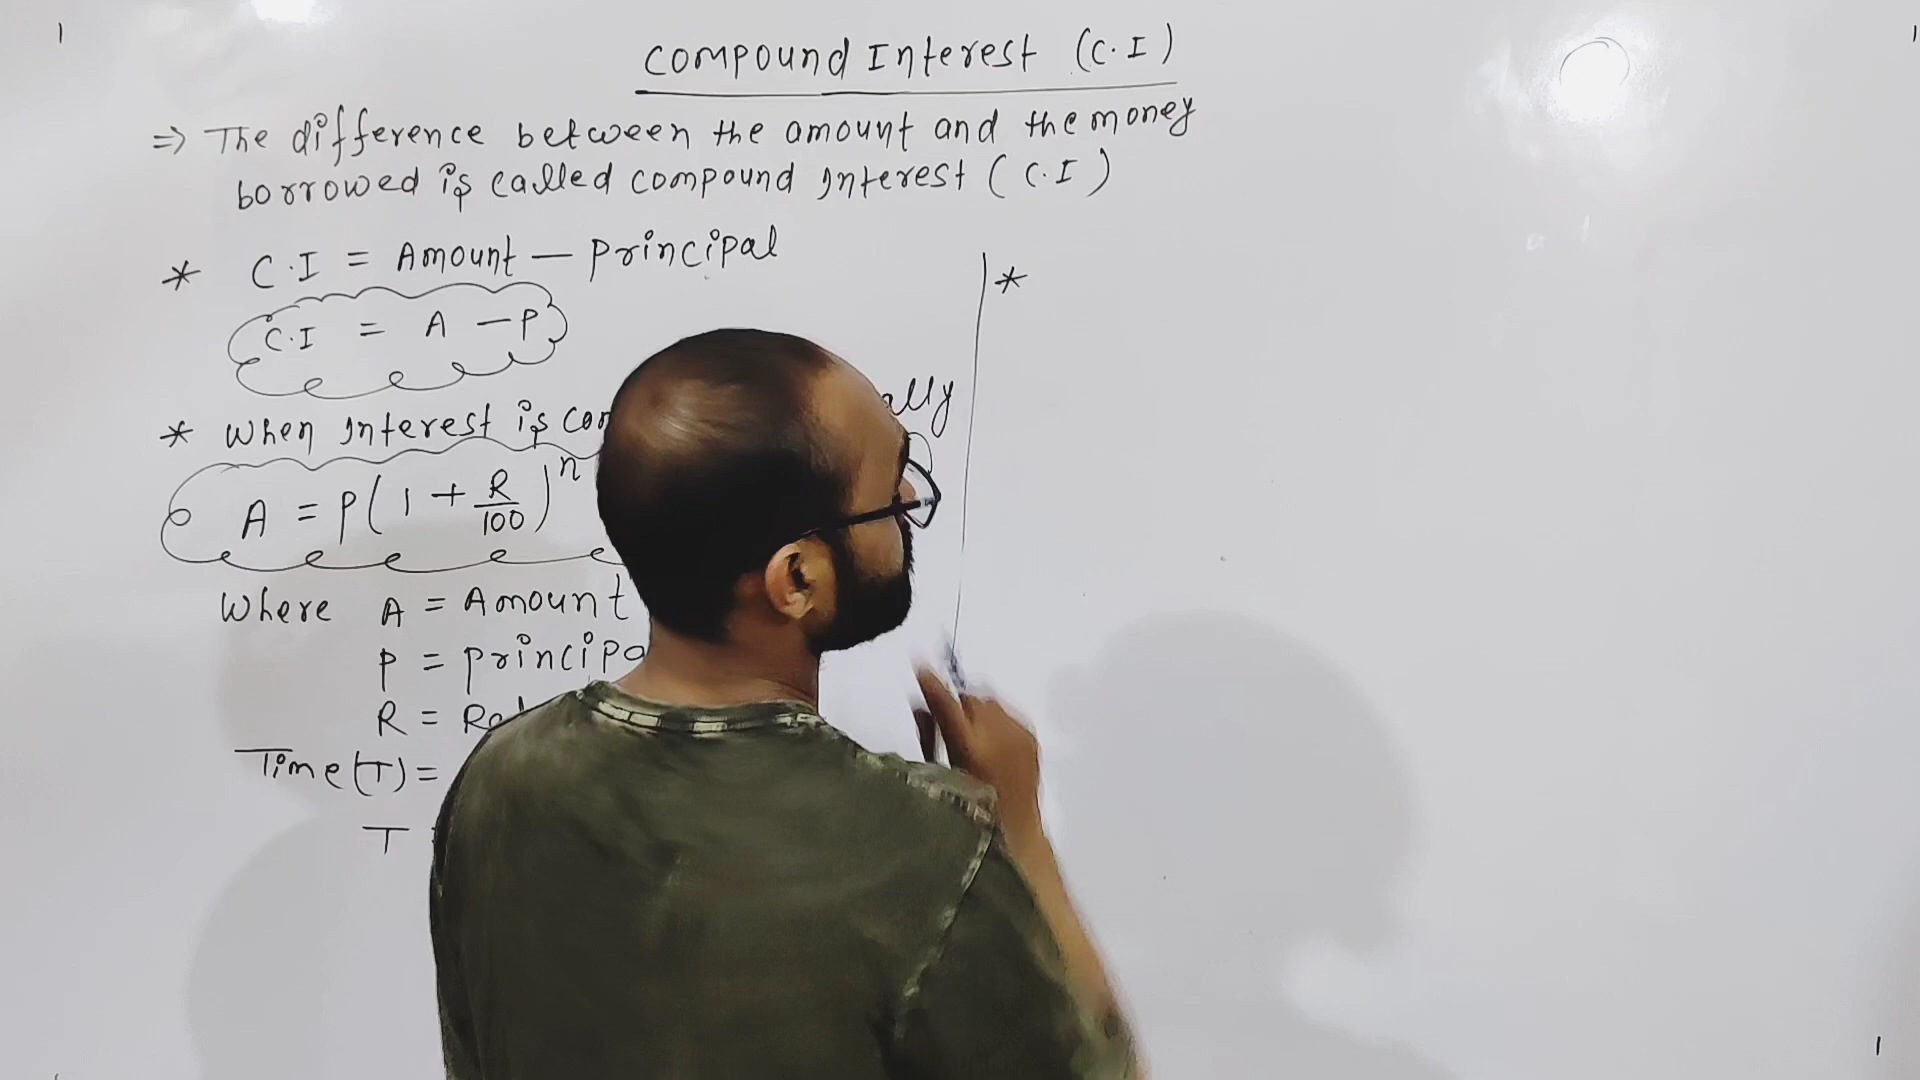 Compound Interest (C.I)
⇒ The difference between the amount and the money
borrowed is called compound Interest (C.I)
* C.I = Amount — principal
C.I = A — P
*
* When Interest is ally
A = P(1 + R/100)^n
Where A = Amount
P =
R =
Time(T) =
T